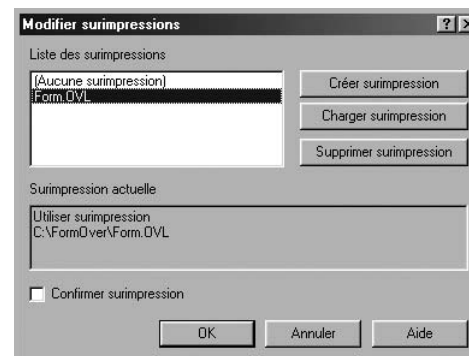 Modifier surimpressions
Liste des surimpressions
(Aucune surimpression)
Form.OVL
Créer surimpression
Charger surimpression
Supprimer surimpression
Surimpression actuelle
Utiliser surimpression
C:\FormOver\Form.OVL
Confirmer surimpression
OK Annuler Aide